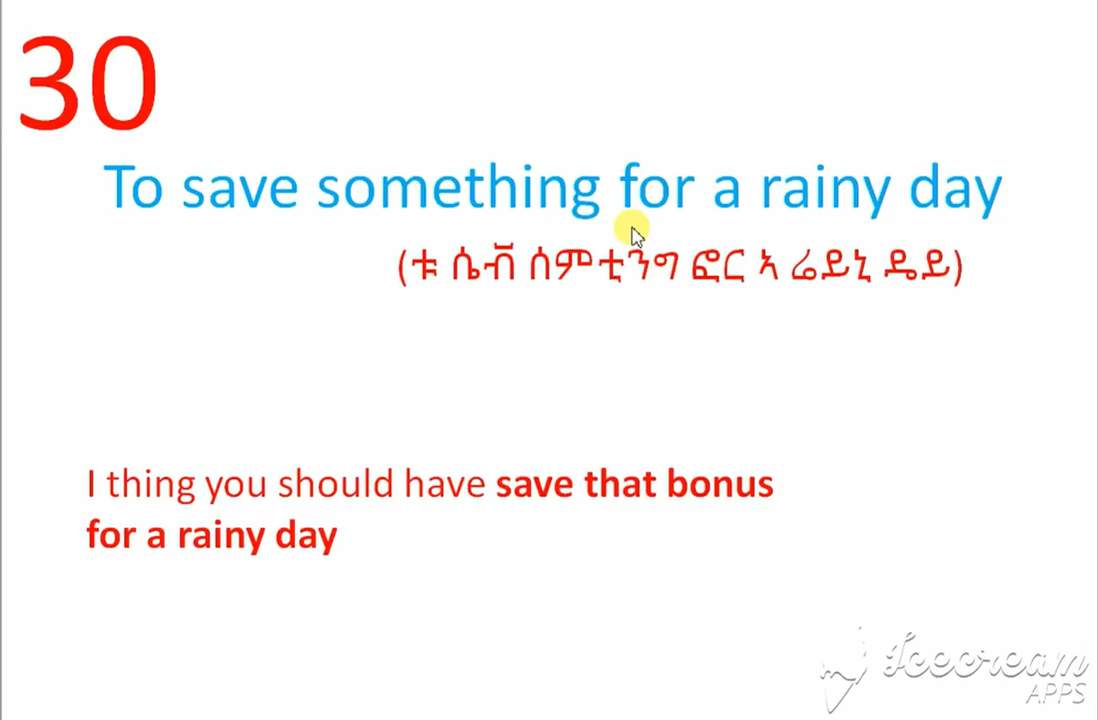 30
To save something for a rainy day
(ቱ ሴቭ ሰምቲንግ ፎር ኣ ሬይኒ ዴይ)
I thing you should have save that bonus
for a rainy day
Icecream
APPS